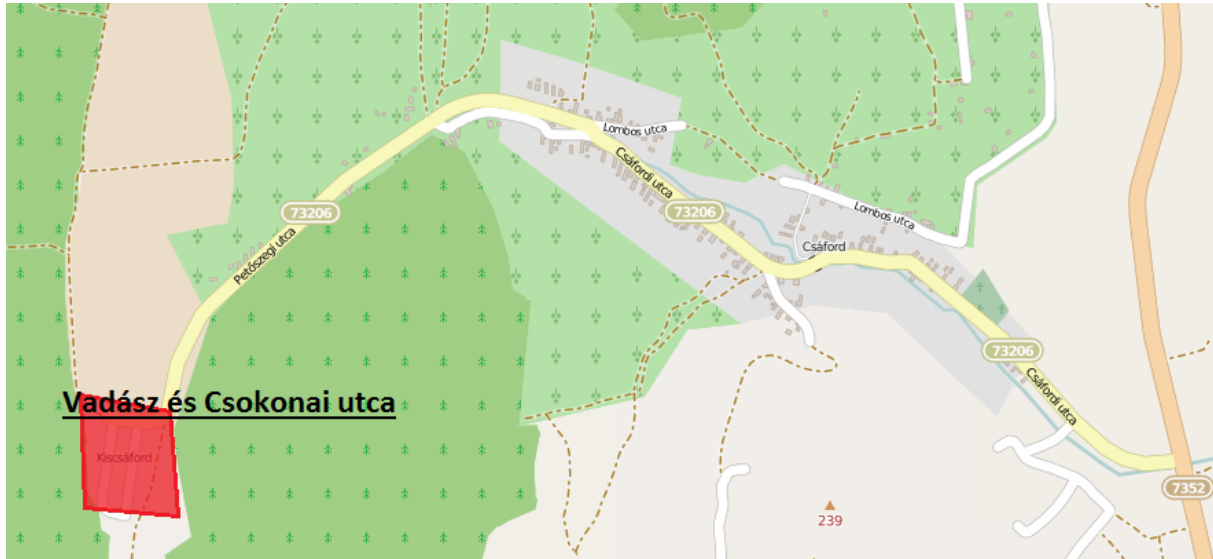 Lombos utca
Csáfordi utca
73206
73206
Lombos utca
Petőszegi utca
Csáford
73206
Csáfordi utca
Vadász és Csokonai utca
Kiscsáford
7352
239